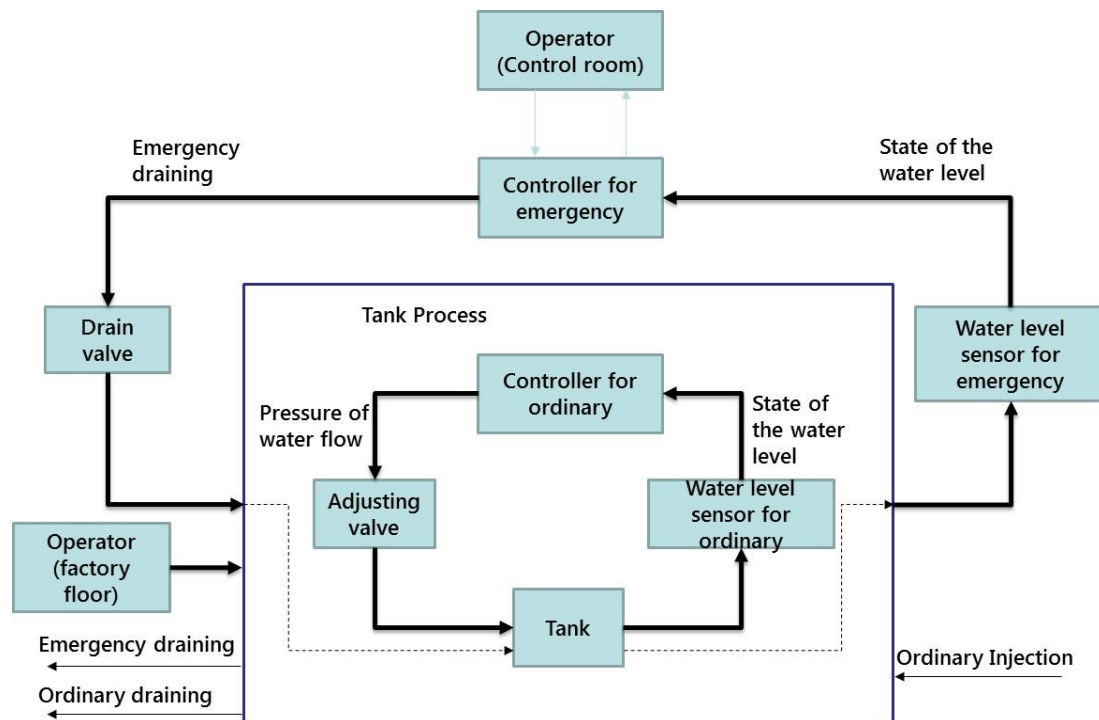 Operator
(Control room)
Emergency
draining
State of the
water level
Controller for
emergency
Tank Process
Drain
valve
Water level
sensor for
emergency
Controller for
ordinary
Pressure of
water flow
State of
the water
level
Adjusting
valve
Water level
sensor for
ordinary
Operator
(factory
floor)
Tank
Emergency draining
Ordinary draining
Ordinary Injection